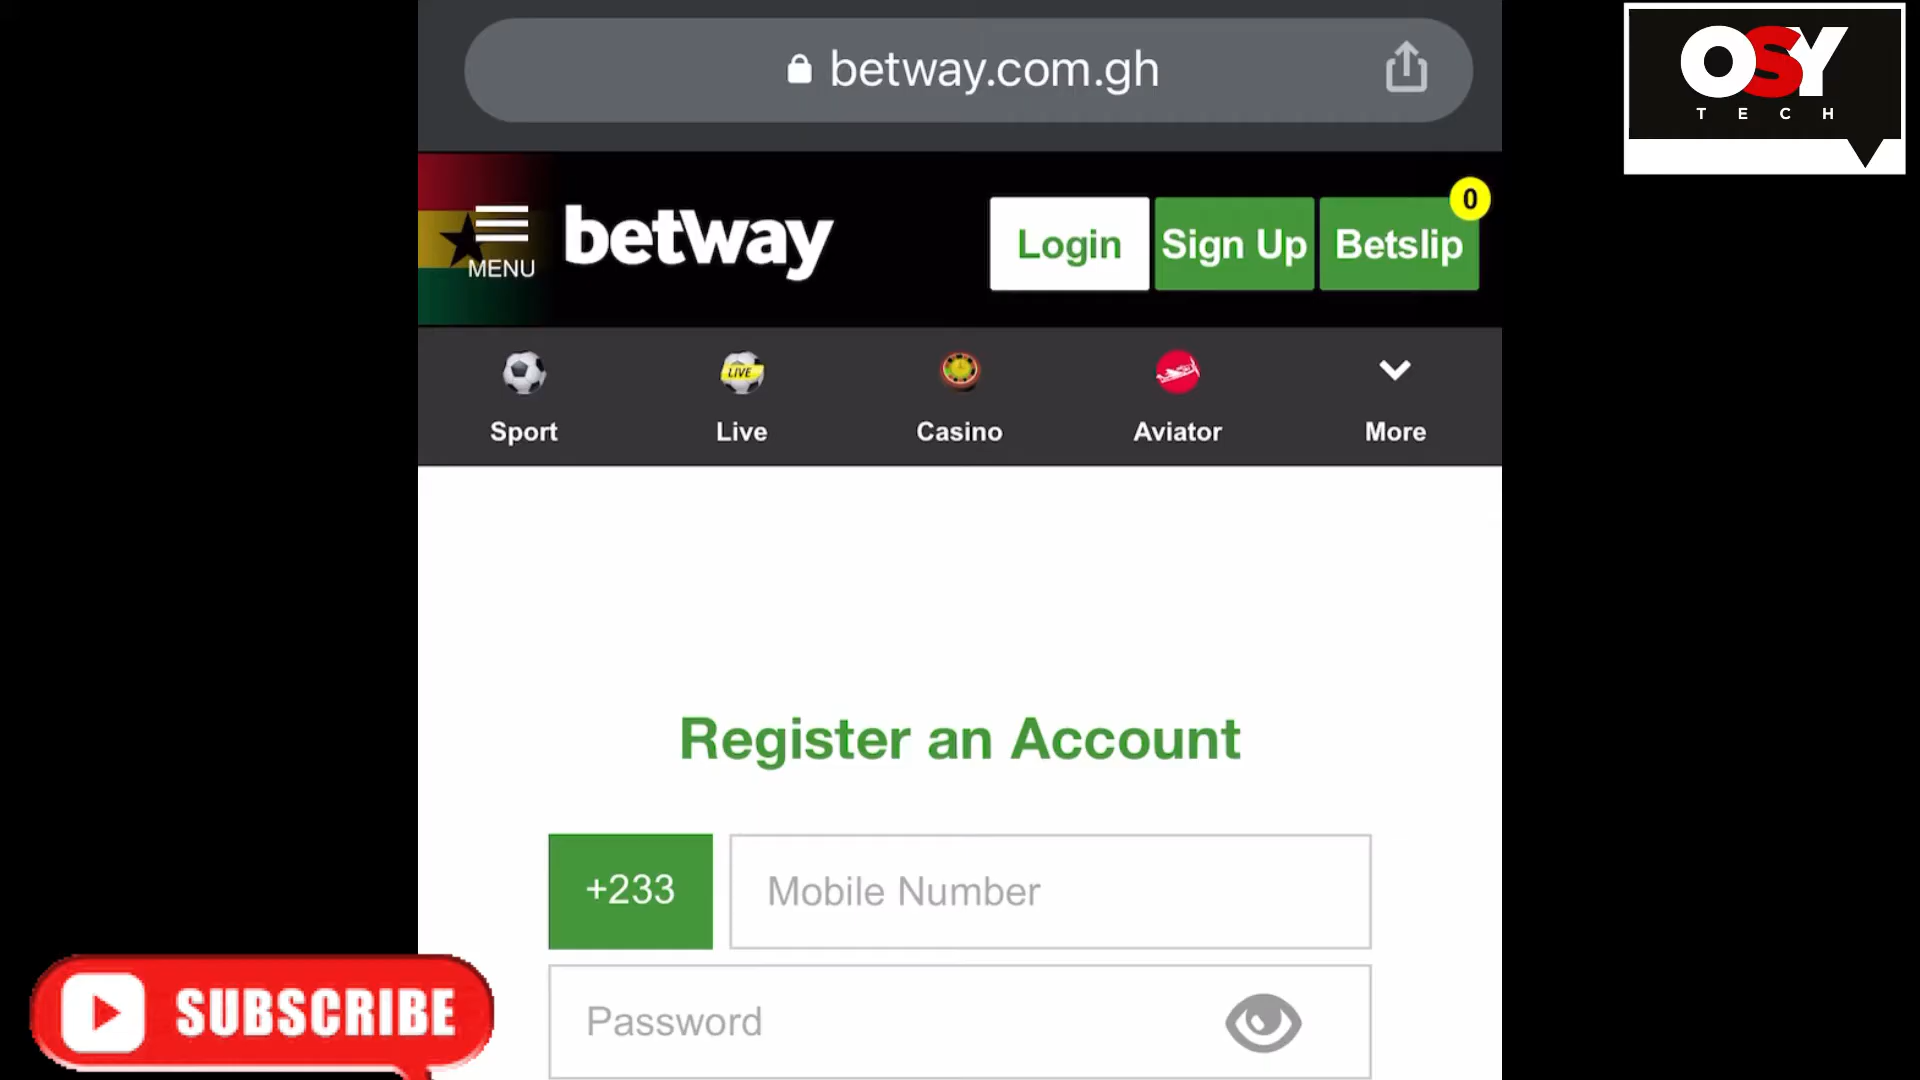 betway.com.gh
OSY
TECH
MENU
betway
Login
Sign Up
Betslip
0
Sport
LIVE
Live
Casino
Aviator
More
Register an Account
+233
Mobile Number
Password
SUBSCRIBE